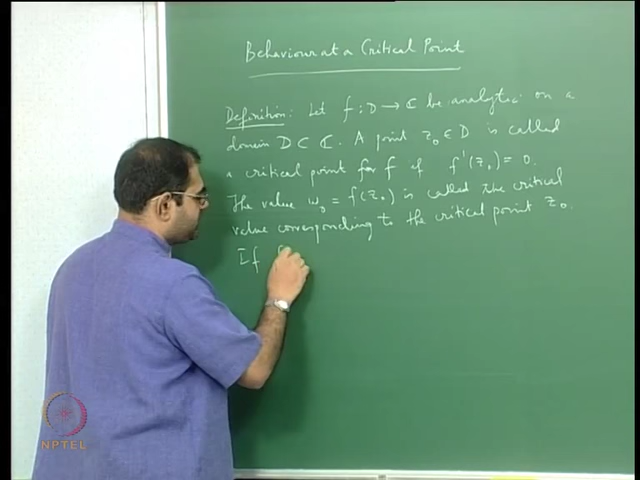 Behaviour at a Critical Point
Definition: Let f: D → ℂ be analytic on a
domain D ⊂ ℂ. A point z₀ ∈ D is called
a critical point for f if f'(z₀) = 0.
The value w₀ = f(z₀) is called the critical
value corresponding to the critical point z₀.
If
NPTEL